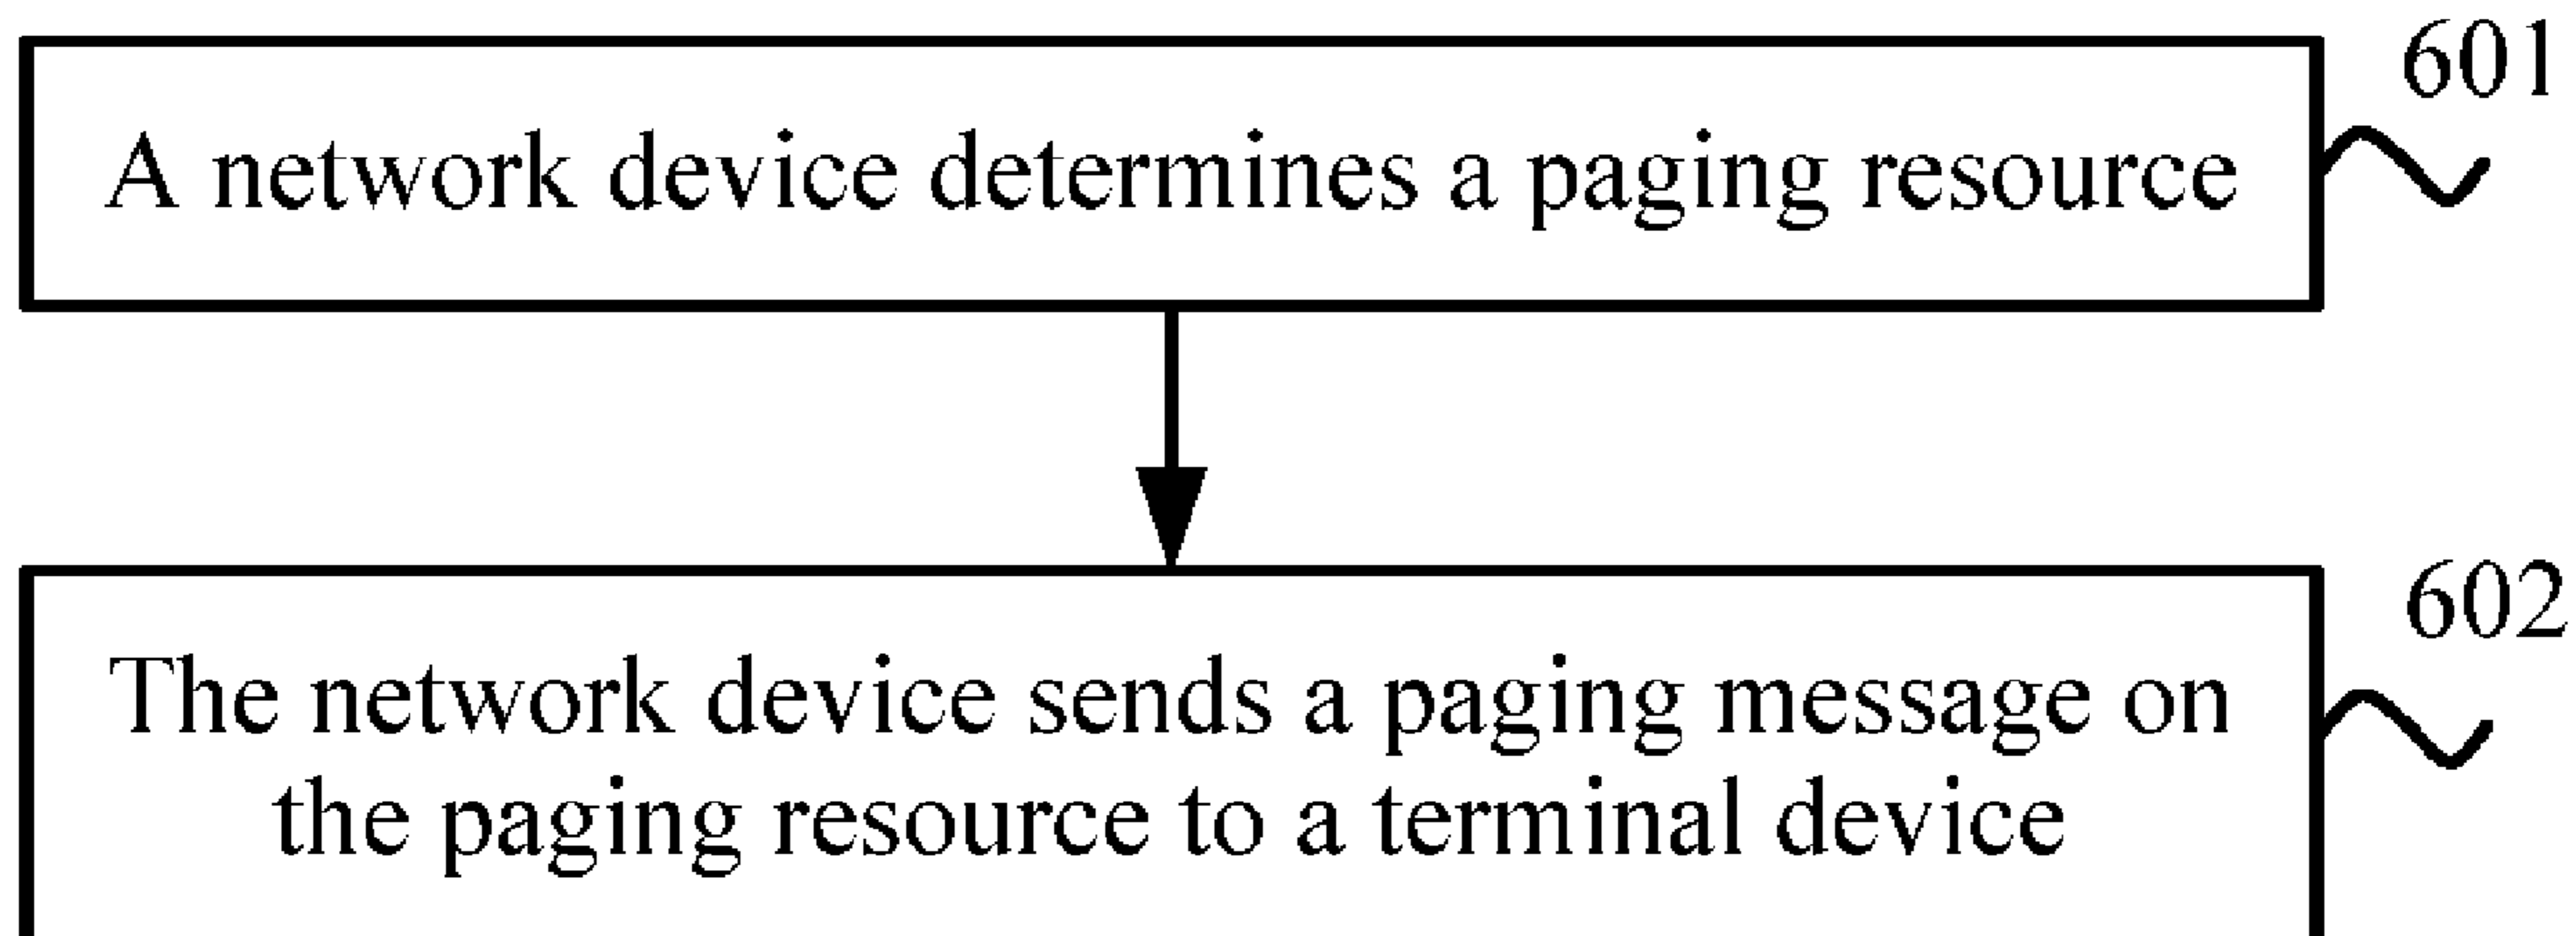 601
A network device determines a paging resource
602
The network device sends a paging message on
the paging resource to a terminal device